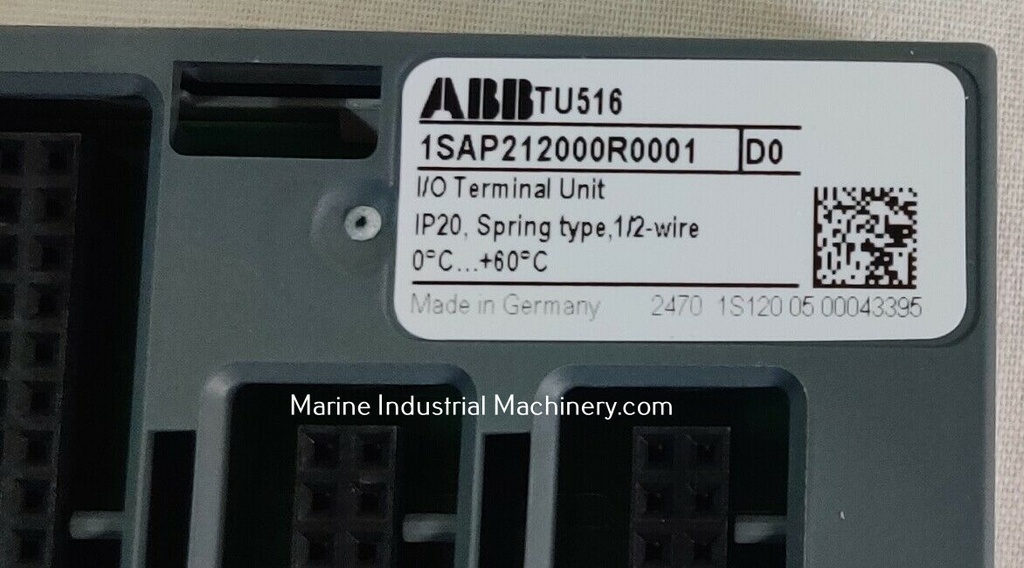 ABB TU516
1SAP212000R0001 D0
I/O Terminal Unit
IP20, Spring type,1/2-wire
0°C...+60°C
Made in Germany 2470 1S120 05 00043395
Marine Industrial Machinery.com